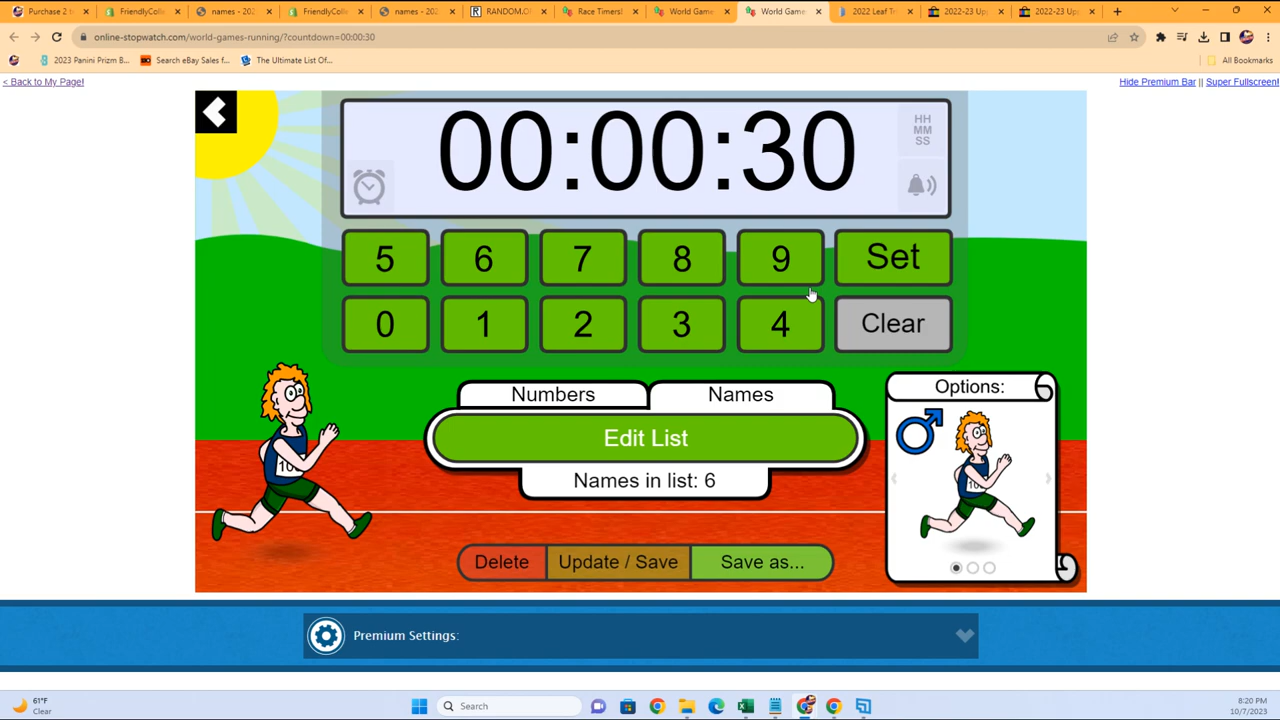 Purchase 2
FriendlyColle
names - 202
FriendlyColle
names - 202
RANDOM.O
Race Timers!
World Game
World Game
2022 Leaf Tr
2022-23 Up
2022-23 Up
online-stopwatch.com/world-games-running/?countdown=00:00:30
2023 Panini Prizm B...
Search eBay Sales f...
The Ultimate List Of...
All Bookmarks
< Back to My Page!
Hide Premium Bar || Super Fullscreen!
00:00:30
HH
MM
SS
5 6 7 8 9 Set
0 1 2 3 4 Clear
Numbers Names
Edit List
Names in list: 6
Options:
Delete Update / Save Save as...
Premium Settings:
61°F
Clear
Search
8:20 PM
10/7/2023